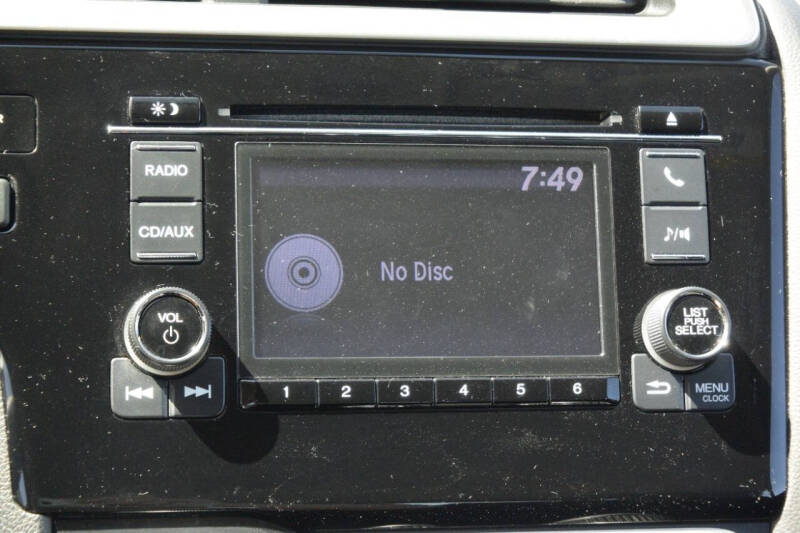 RADIO
CD/AUX
VOL
7:49
No Disc
1 2 3 4 5 6
LIST
PUSH
SELECT
MENU
CLOCK